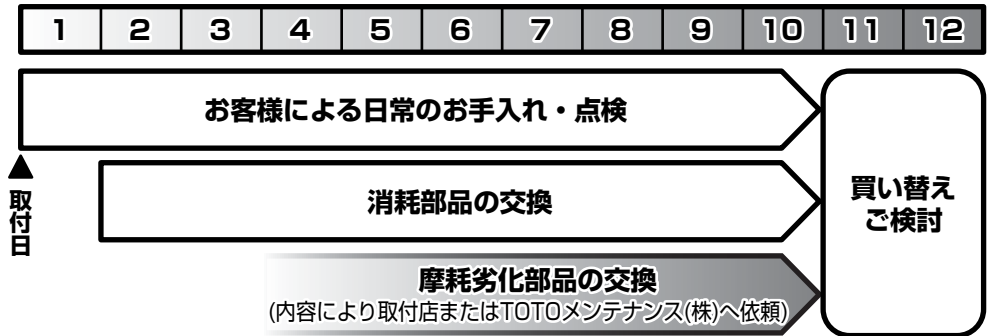 1 2 3 4 5 6 7 8 9 10 11 12
お客様による日常のお手入れ・点検
取付日
消耗部品の交換
買い替え
ご検討
摩耗劣化部品の交換
(内容により取付店またはTOTOメンテナンス(株)へ依頼)